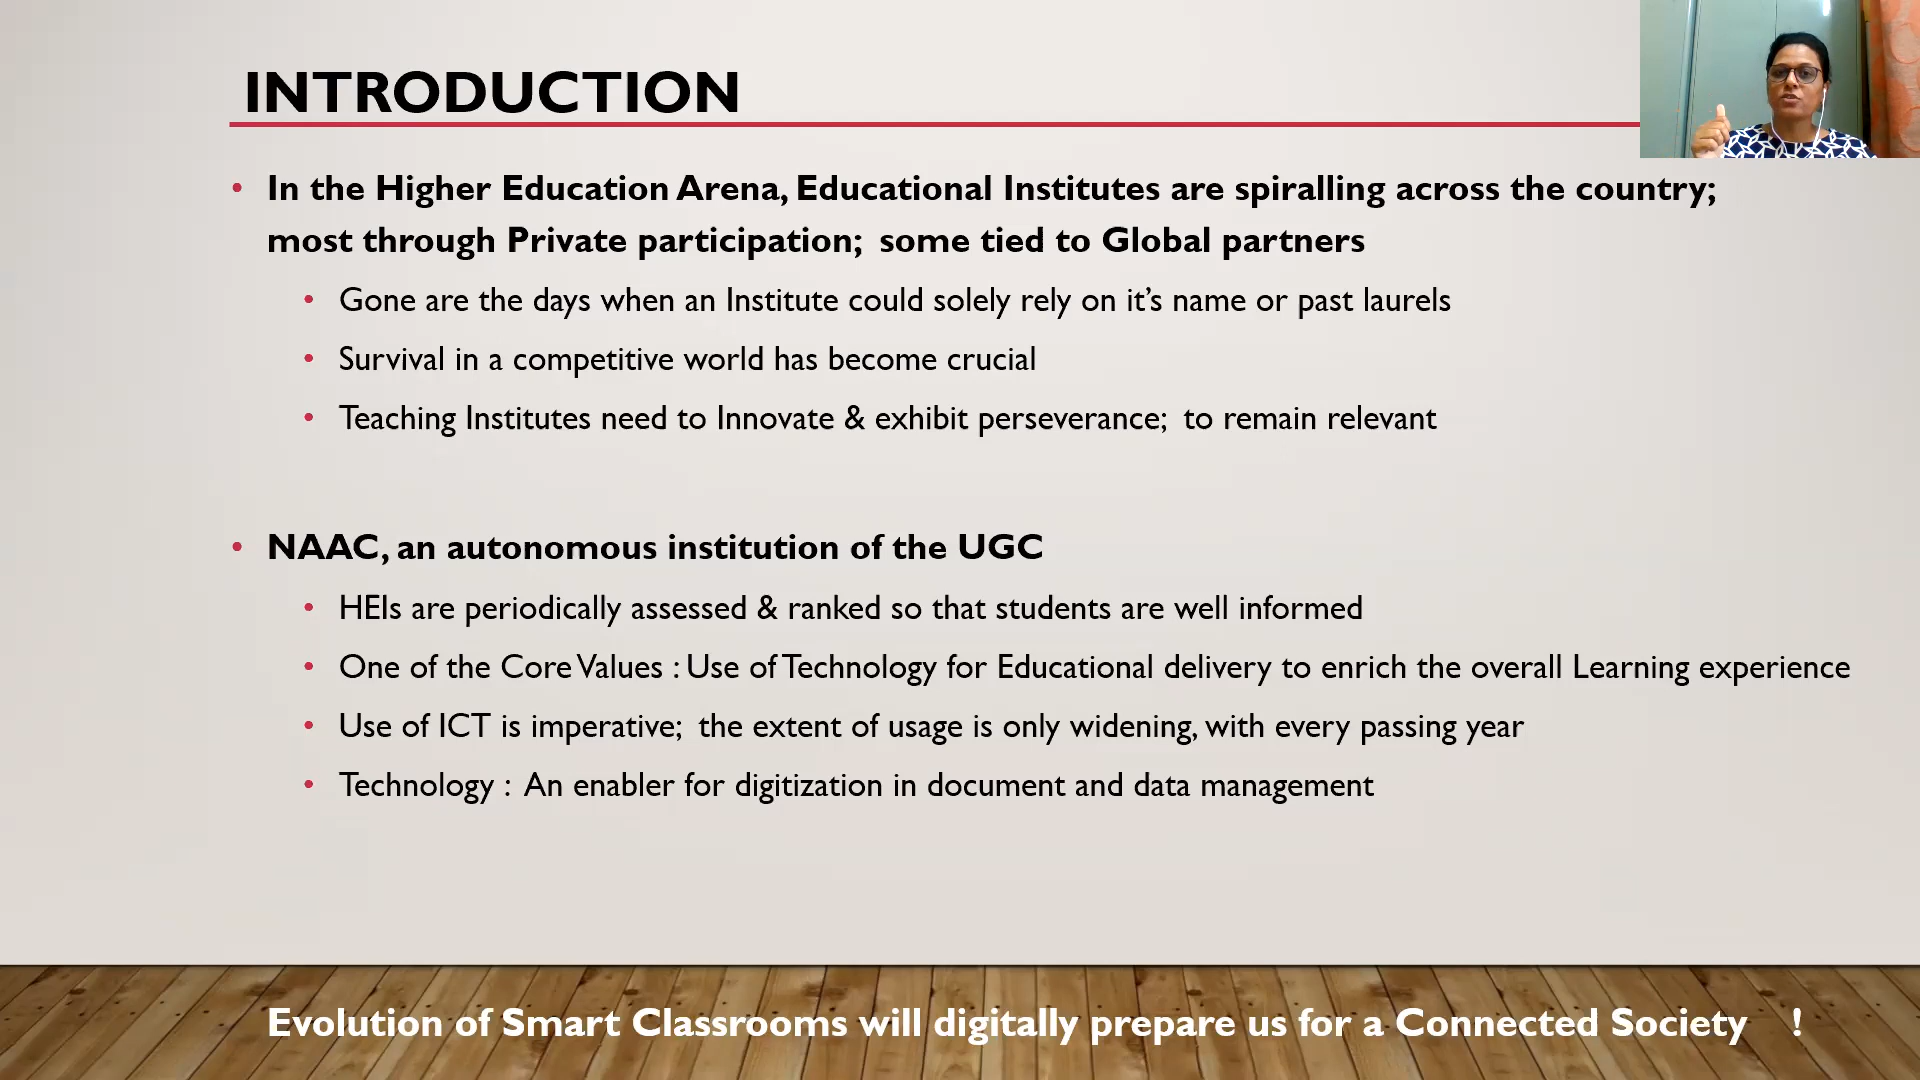 INTRODUCTION
• In the Higher Education Arena, Educational Institutes are spiralling across the country;
most through Private participation; some tied to Global partners
• Gone are the days when an Institute could solely rely on it’s name or past laurels
• Survival in a competitive world has become crucial
• Teaching Institutes need to Innovate & exhibit perseverance; to remain relevant
• NAAC, an autonomous institution of the UGC
• HEIs are periodically assessed & ranked so that students are well informed
• One of the Core Values : Use of Technology for Educational delivery to enrich the overall Learning experience
• Use of ICT is imperative; the extent of usage is only widening, with every passing year
• Technology : An enabler for digitization in document and data management
Evolution of Smart Classrooms will digitally prepare us for a Connected Society !